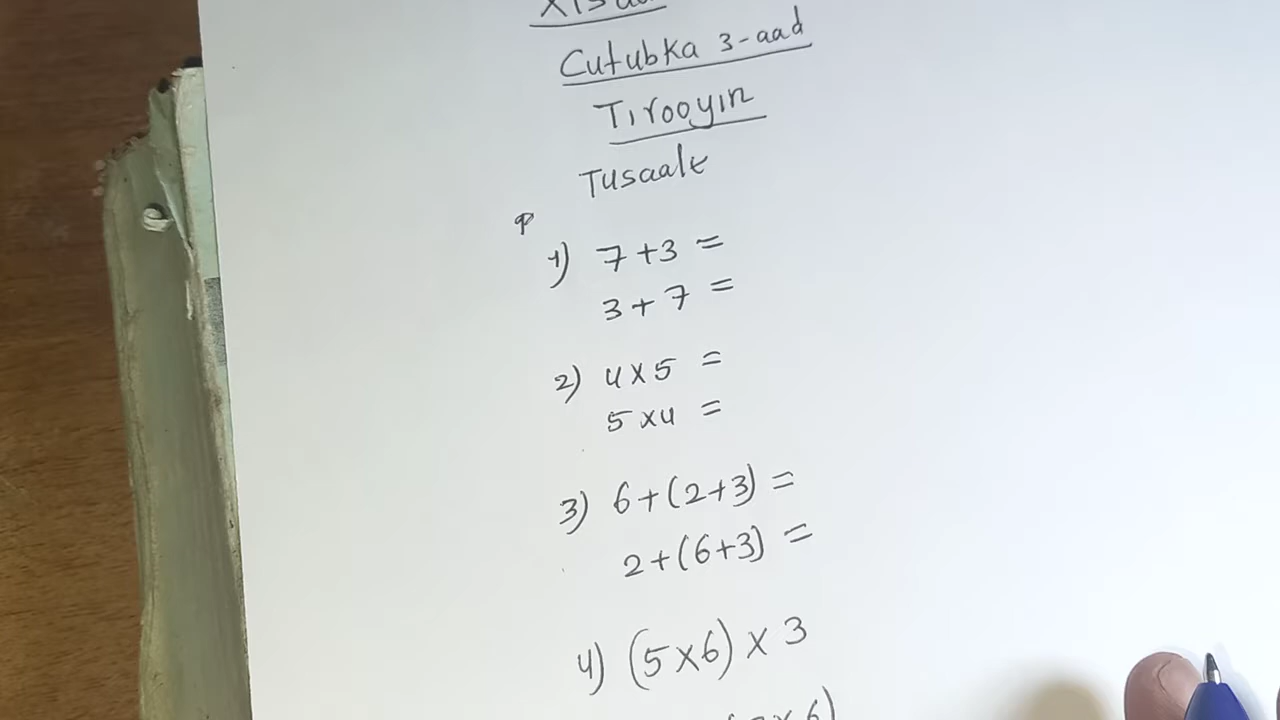 Cutubka 3-aad
Tirooyin
Tusaale
1) 7+3 =
3+7 =
2) 4x5 =
5x4 =
3) 6+(2+3) =
2+(6+3) =
4) (5x6) x 3